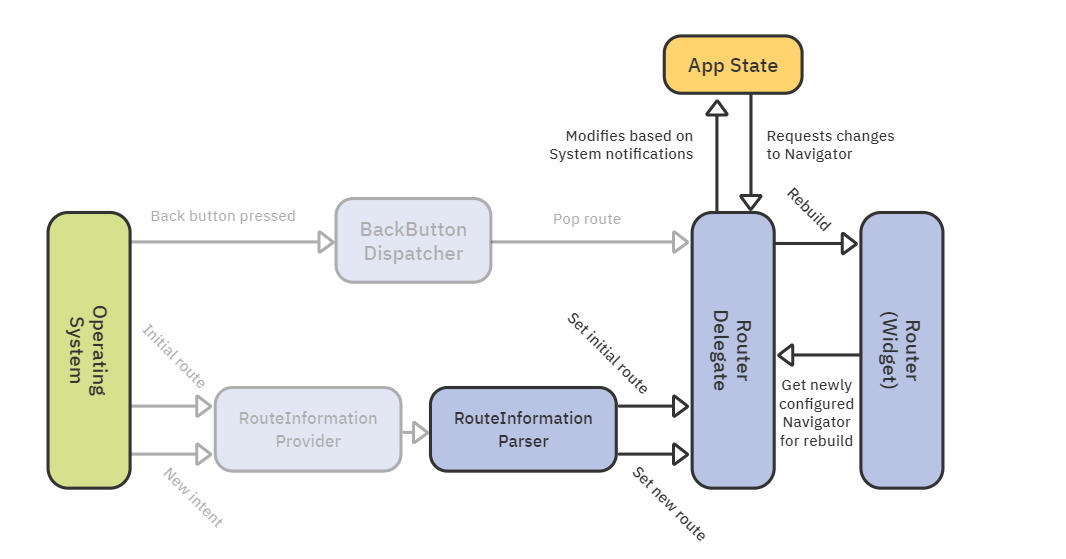 App State
Modifies based on
System notifications
Requests changes
to Navigator
Back button pressed
BackButton
Dispatcher
Pop route
Rebuild
Operating
System
Initial route
New intent
RouteInformation
Provider
RouteInformation
Parser
Set initial route
Set new route
Router
Delegate
Get newly
configured
Navigator
for rebuild
Router
(Widget)